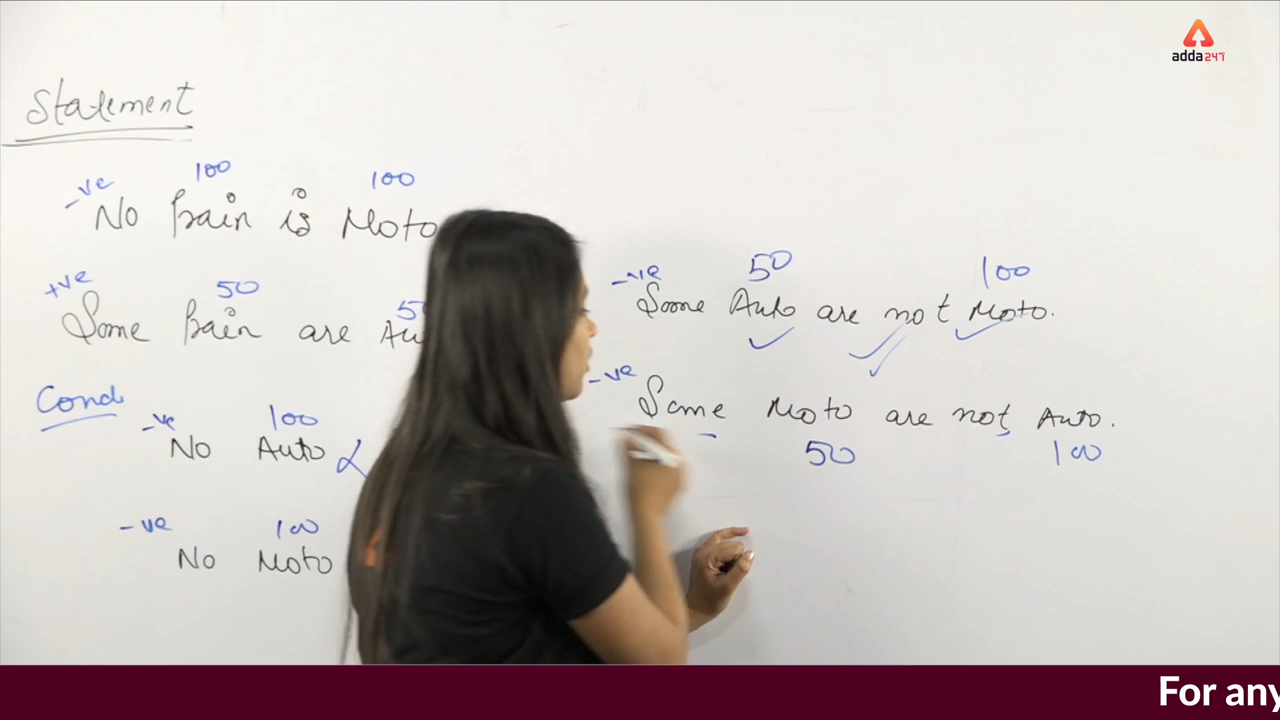 adda247
Statement
-ve 100 100
No Bain is Moto
+ve 50 50
Some Bain are Au
Cond
-ve 100
No Auto
-ve 100
No Moto
-ve 50 100
Some Auto are not Moto.
-ve
Some Moto are not Auto.
50 100
For any